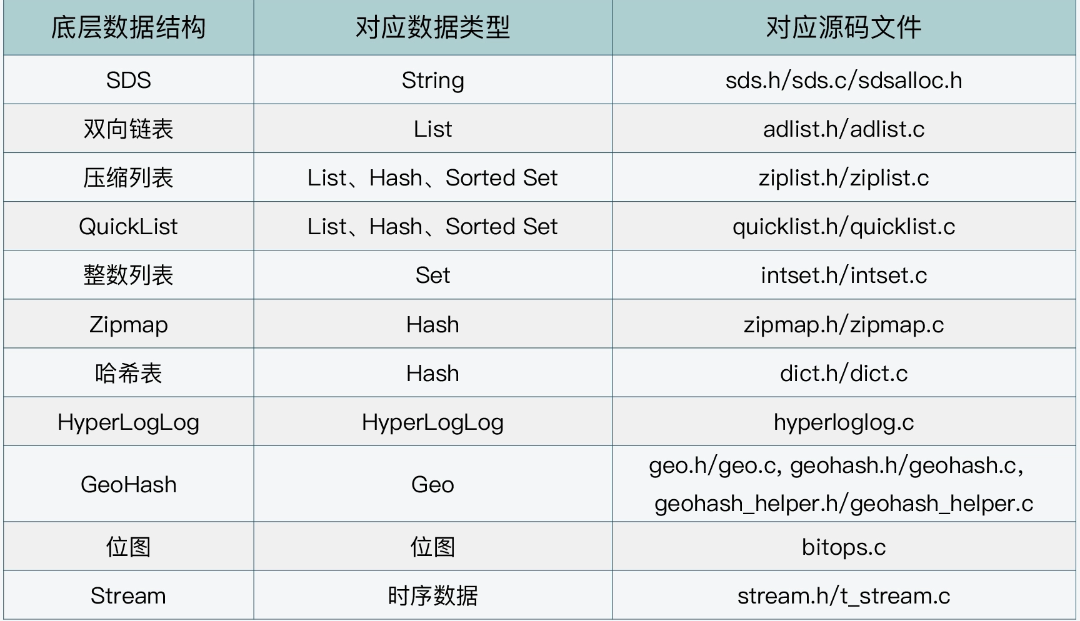 底层数据结构 对应数据类型 对应源码文件
SDS String sds.h/sds.c/sdsalloc.h
双向链表 List adlist.h/adlist.c
压缩列表 List、Hash、Sorted Set ziplist.h/ziplist.c
QuickList List、Hash、Sorted Set quicklist.h/quicklist.c
整数列表 Set intset.h/intset.c
Zipmap Hash zipmap.h/zipmap.c
哈希表 Hash dict.h/dict.c
HyperLogLog HyperLogLog hyperloglog.c
GeoHash Geo geo.h/geo.c, geohash.h/geohash.c,
geohash_helper.h/geohash_helper.c
位图 位图 bitops.c
Stream 时序数据 stream.h/t_stream.c